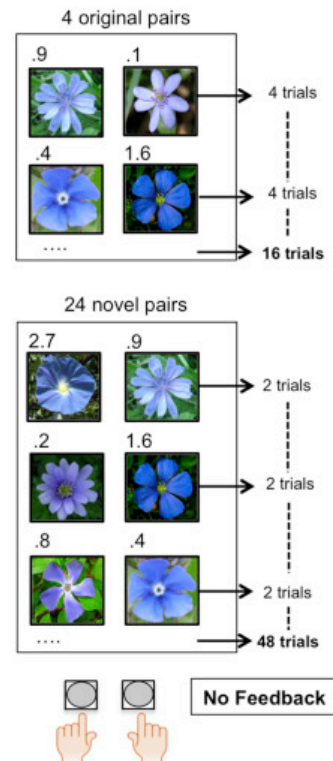 4 original pairs
.9 .1
4 trials
.4 1.6
4 trials
....
16 trials
24 novel pairs
2.7 .9
2 trials
.2 1.6
2 trials
.8 .4
2 trials
....
48 trials
No Feedback